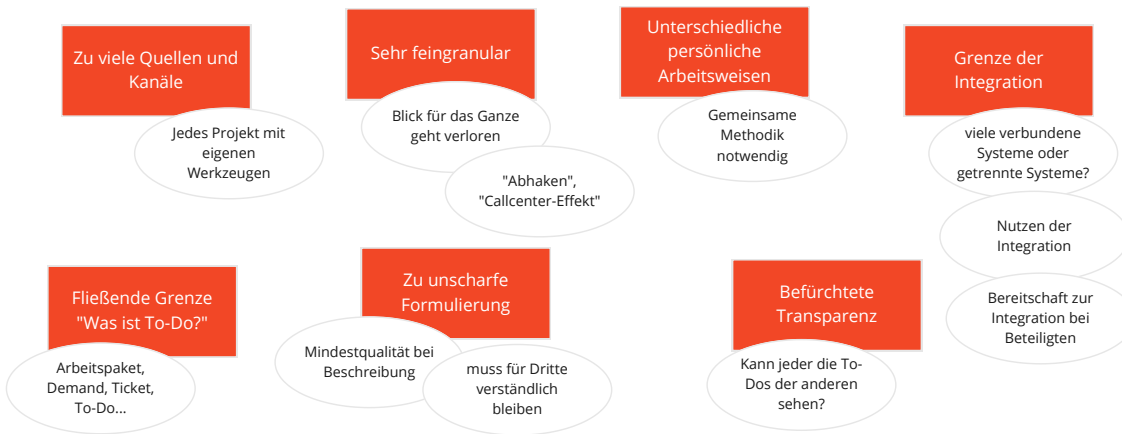 Zu viele Quellen und
Kanäle
Jedes Projekt mit
eigenen
Werkzeugen
Sehr feingranular
Blick für das Ganze
geht verloren
"Abhaken",
"Callcenter-Effekt"
Unterschiedliche
persönliche
Arbeitsweisen
Gemeinsame
Methodik
notwendig
Grenze der
Integration
viele verbundene
Systeme oder
getrennte Systeme?
Nutzen der
Integration
Bereitschaft zur
Integration bei
Beteiligten
Fließende Grenze
"Was ist To-Do?"
Arbeitspaket,
Demand, Ticket,
To-Do...
Zu unscharfe
Formulierung
Mindestqualität bei
Beschreibung
muss für Dritte
verständlich
bleiben
Befürchtete
Transparenz
Kann jeder die To-
Dos der anderen
sehen?